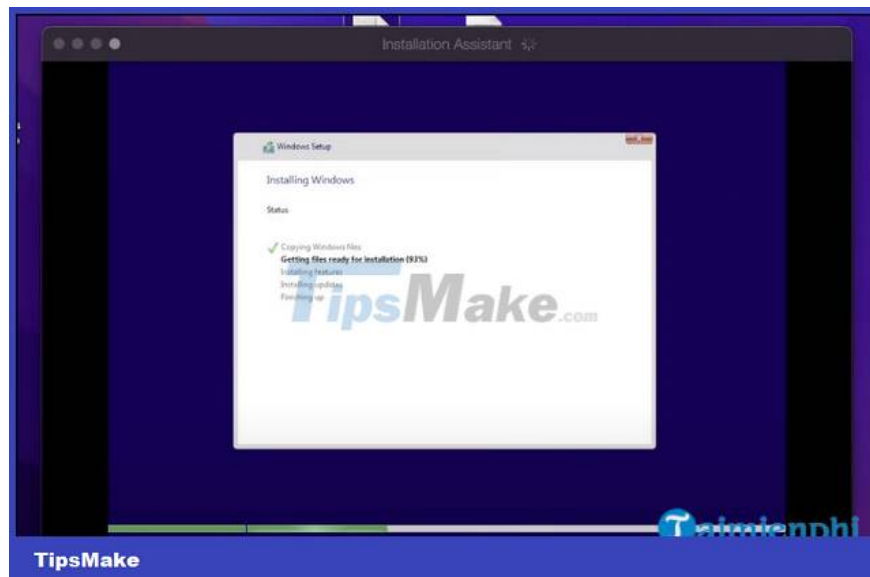 Installation Assistant
Windows Setup
Installing Windows
Status
Copying Windows files
Getting files ready for installation (93%)
Installing features
Installing updates
Finishing up
TipsMake.com
Taimienphi
TipsMake